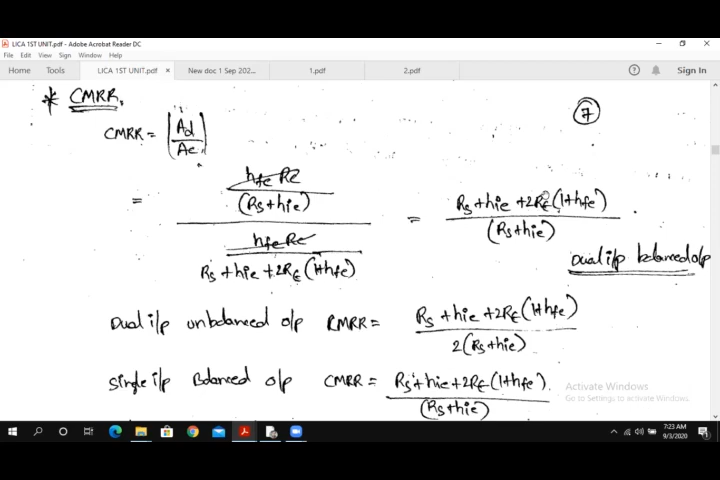 LICA 1ST UNIT.pdf - Adobe Acrobat Reader DC
File Edit View Sign Window Help
Home Tools LICA 1ST UNIT.pdf × New doc 1 Sep 202... 1.pdf 2.pdf Sign In
* CMRR. 7
CMRR = |Ad/Ac|
= (hfe Rc/(Rs+hie)) / (hfe Rc/(Rs+hie+2RE(1+hfe))) = (Rs+hie+2RE(1+hfe))/(Rs+hie).
Dual i/p balanced o/p
Dual i/p unbalanced o/p CMRR = (Rs+hie+2RE(1+hfe))/(2(Rs+hie))
Single i/p Balanced o/p CMRR = (Rs+hie+2RE(1+hfe))/(Rs+hie)
Activate Windows
Go to Settings to activate Windows.
7:23 AM
9/3/2020